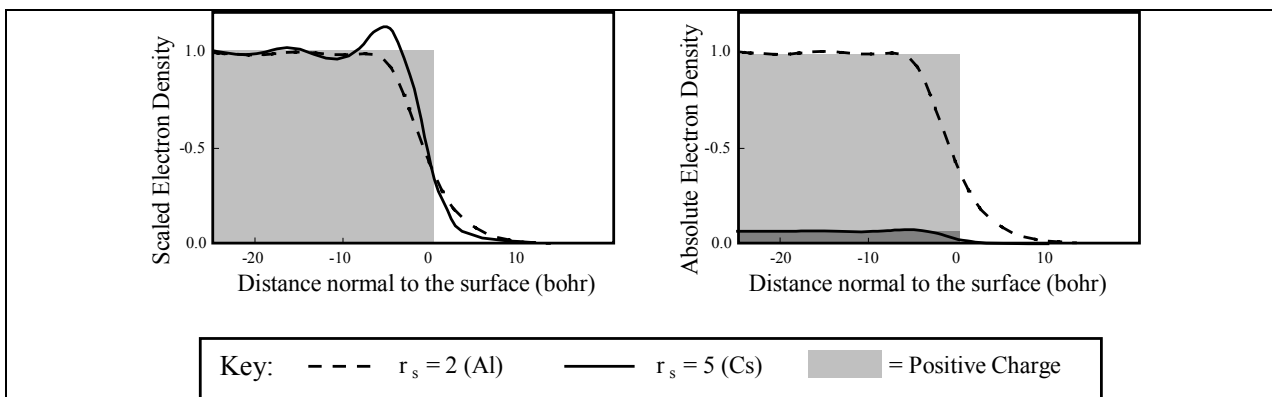 Scaled Electron Density
1.0
-0.5
0.0
-20
-10
0
10
Distance normal to the surface (bohr)
Absolute Electron Density
1.0
-0.5
0.0
-20
-10
0
10
Distance normal to the surface (bohr)
Key: r s = 2 (Al) r s = 5 (Cs) = Positive Charge